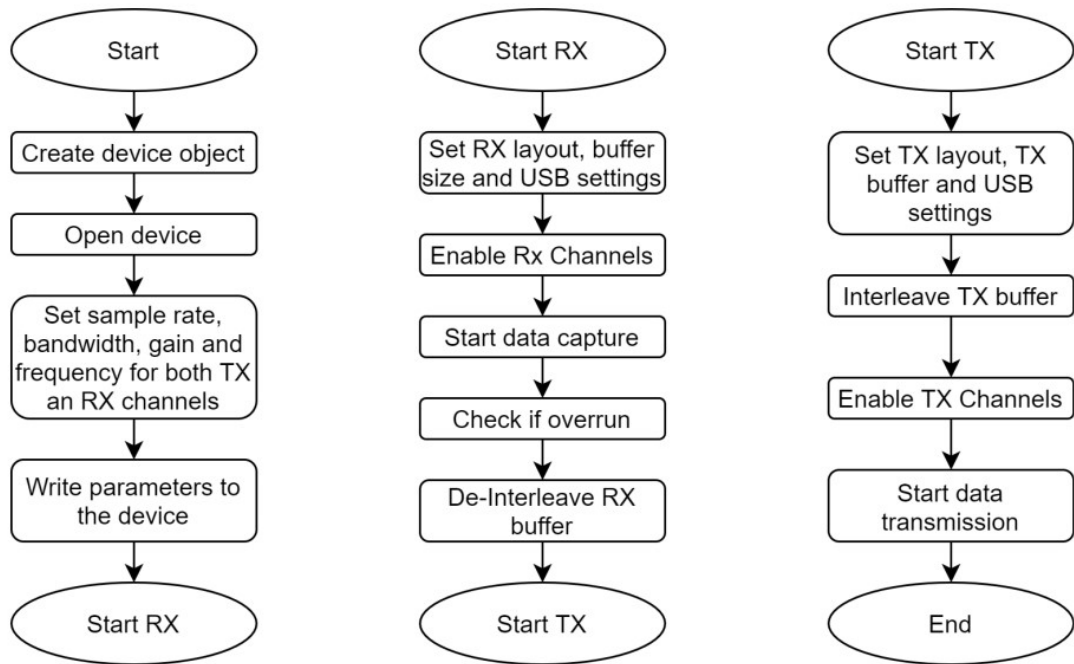 Start
Create device object
Open device
Set sample rate,
bandwidth, gain and
frequency for both TX
an RX channels
Write parameters to
the device
Start RX
Start RX
Set RX layout, buffer
size and USB settings
Enable Rx Channels
Start data capture
Check if overrun
De-Interleave RX
buffer
Start TX
Start TX
Set TX layout, TX
buffer and USB
settings
Interleave TX buffer
Enable TX Channels
Start data
transmission
End